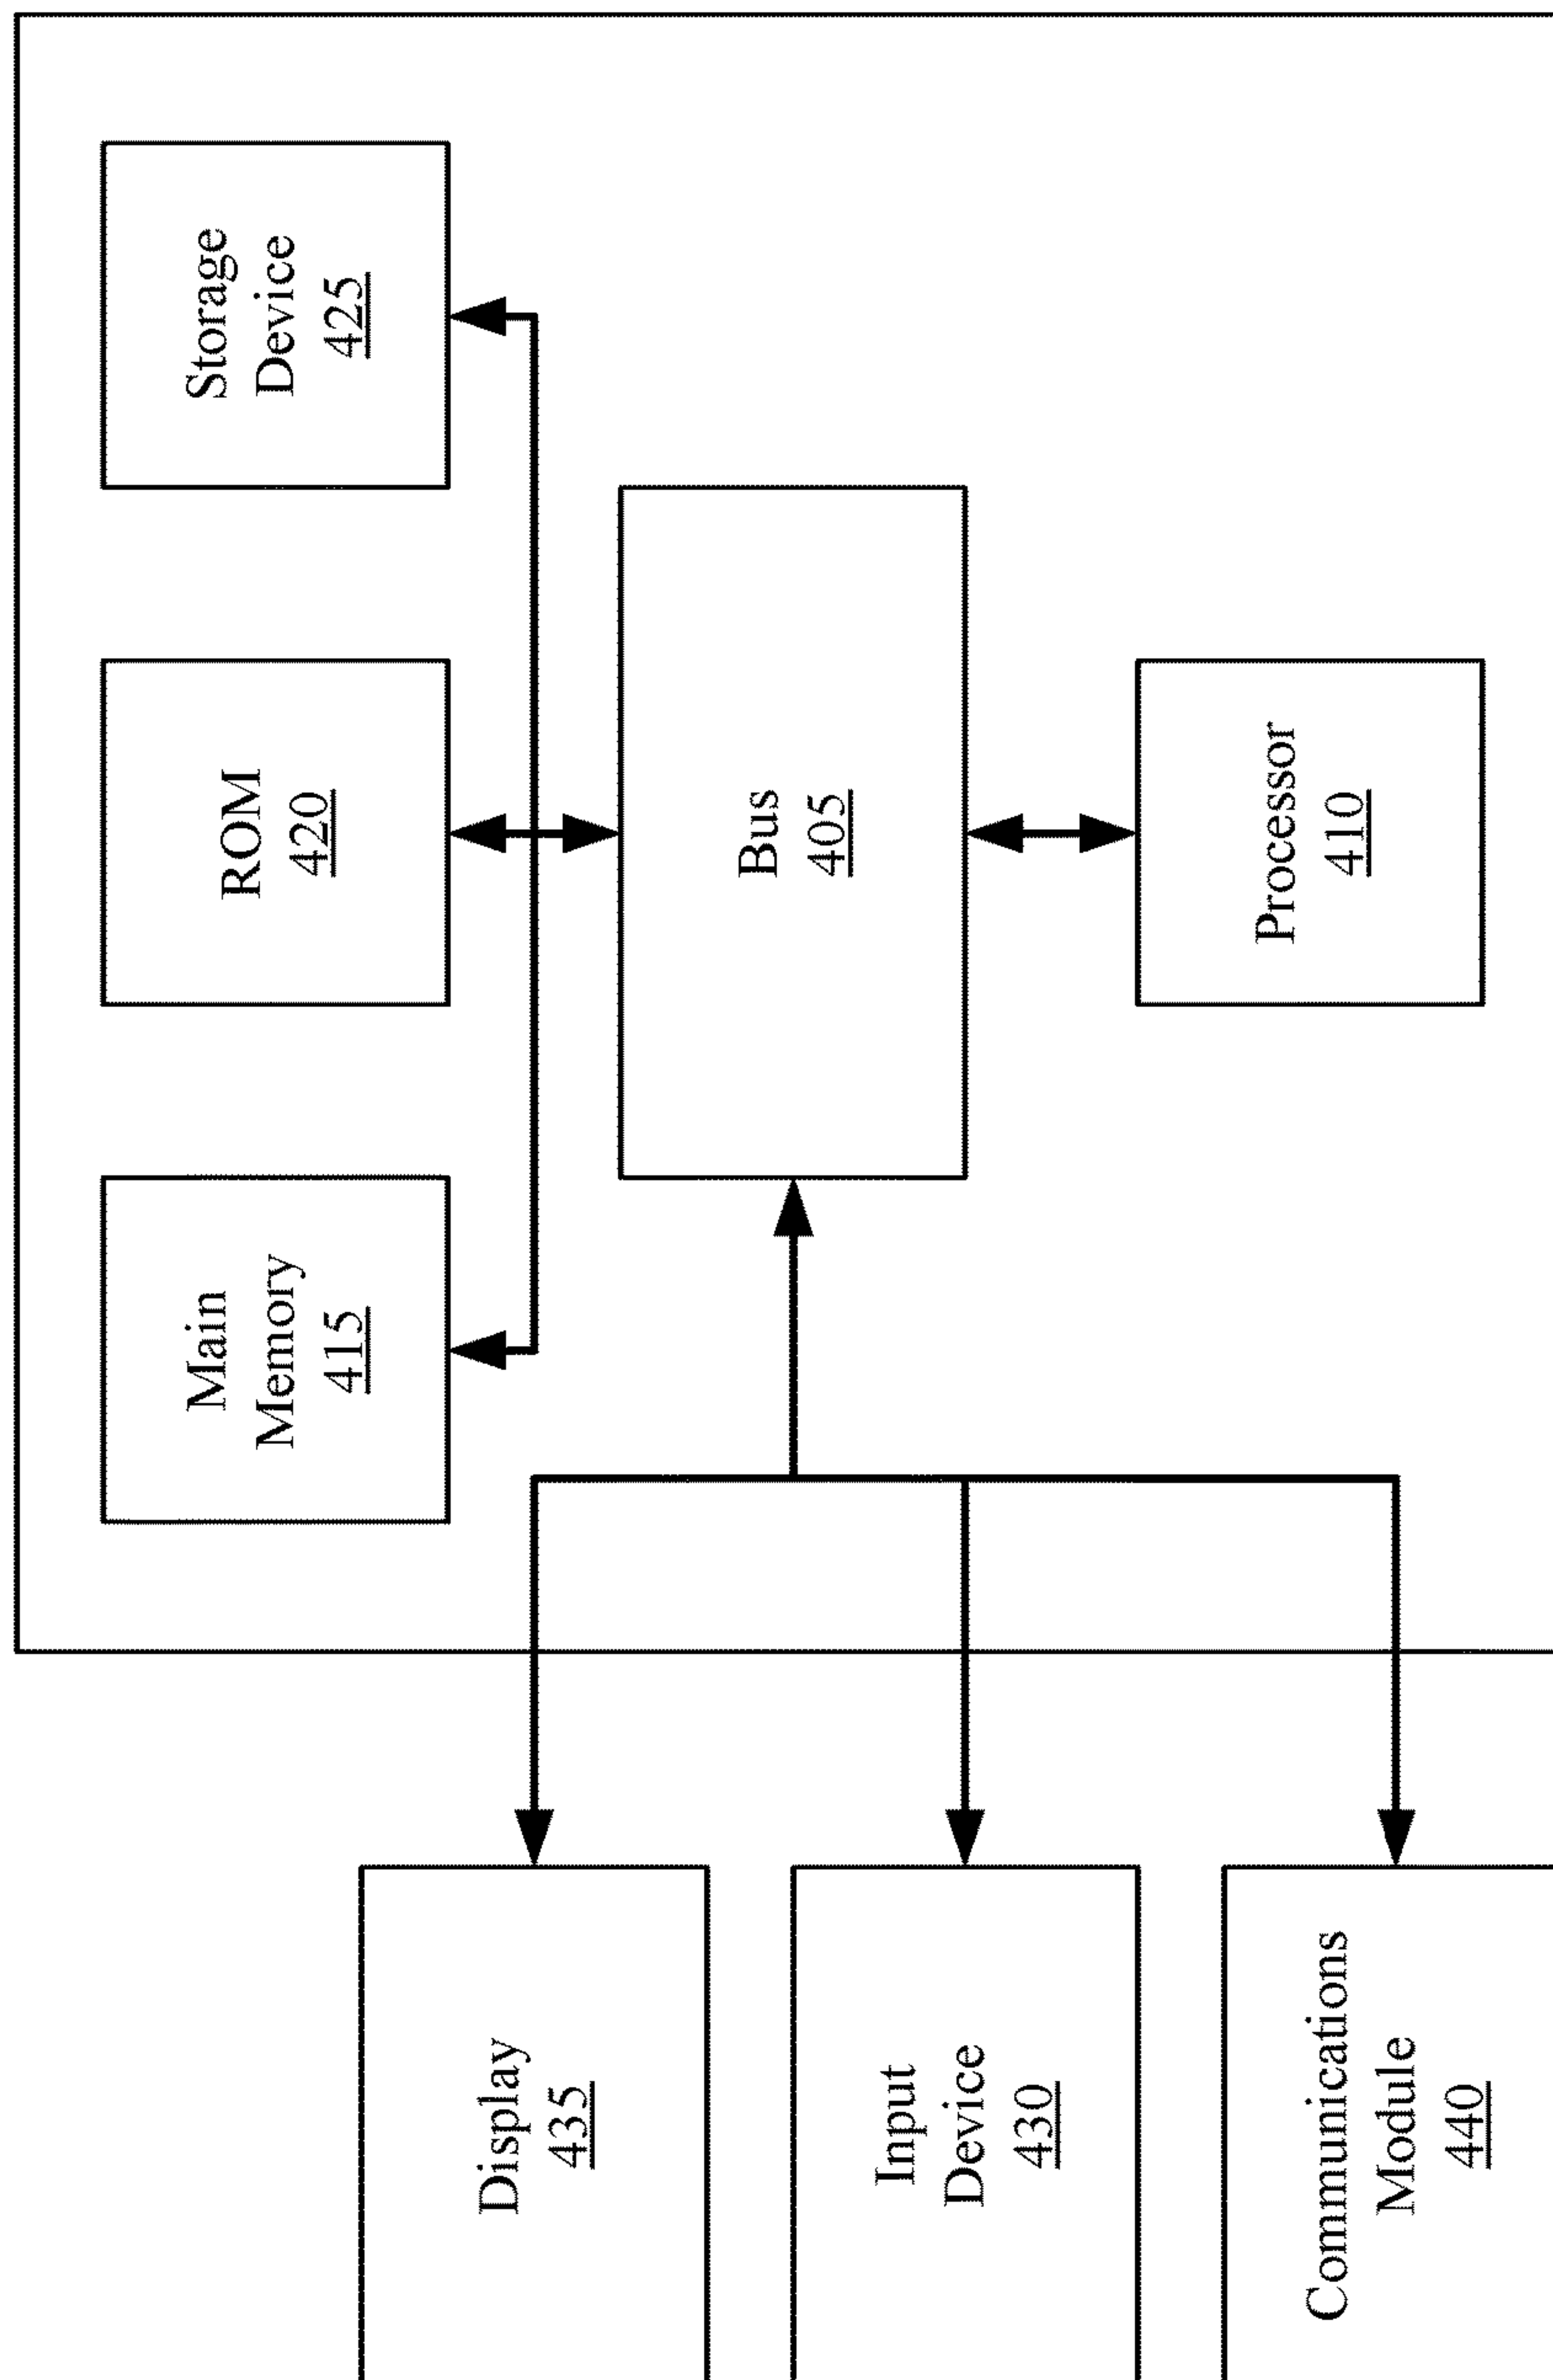 Display
435
Input
Device
430
Communications
Module
440
Main
Memory
415
ROM
420
Storage
Device
425
Bus
405
Processor
410